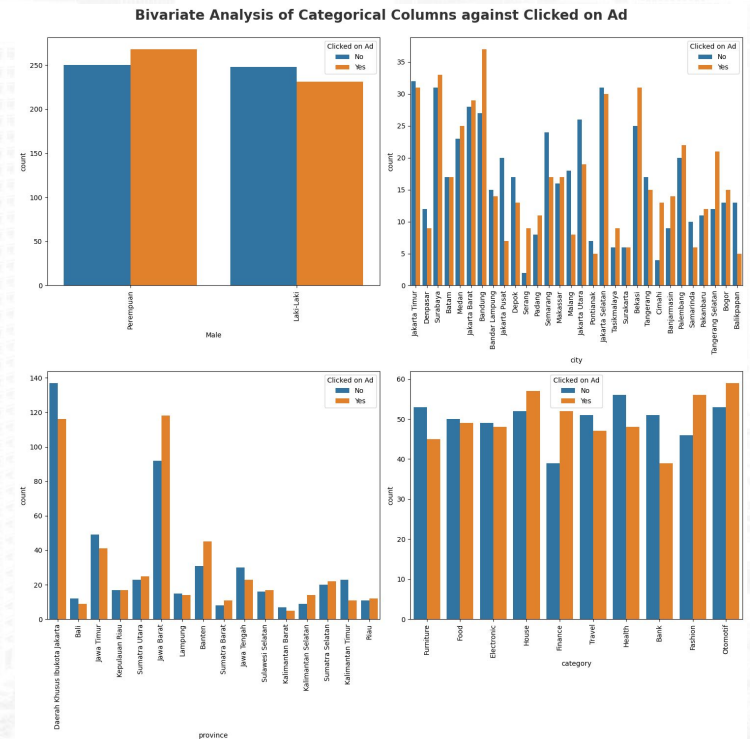 Bivariate Analysis of Categorical Columns against Clicked on Ad
Clicked on Ad
No
Yes
count
250
200
150
100
50
0
Perempuan
Laki-Laki
Male
Clicked on Ad
No
Yes
count
35
30
25
20
15
10
5
0
Jakarta Timur
Denpasar
Surabaya
Batam
Medan
Jakarta Barat
Bandung
Bandar Lampung
Jakarta Pusat
Depok
Serang
Padang
Semarang
Makassar
Malang
Jakarta Utara
Pontianak
Jakarta Selatan
Tasikmalaya
Surakarta
Bekasi
Tangerang
Cimahi
Banjarmasin
Palembang
Samarinda
Pekanbaru
Tangerang Selatan
Bogor
Balikpapan
city
Clicked on Ad
No
Yes
count
140
120
100
80
60
40
20
0
Daerah Khusus Ibukota Jakarta
Bali
Jawa Timur
Kepulauan Riau
Sumatra Utara
Jawa Barat
Lampung
Banten
Sumatra Barat
Jawa Tengah
Sulawesi Selatan
Kalimantan Barat
Kalimantan Selatan
Sumatra Selatan
Kalimantan Timur
Riau
province
Clicked on Ad
No
Yes
count
60
50
40
30
20
10
0
Furniture
Food
Electronic
House
Finance
Travel
Health
Bank
Fashion
Otomotif
category